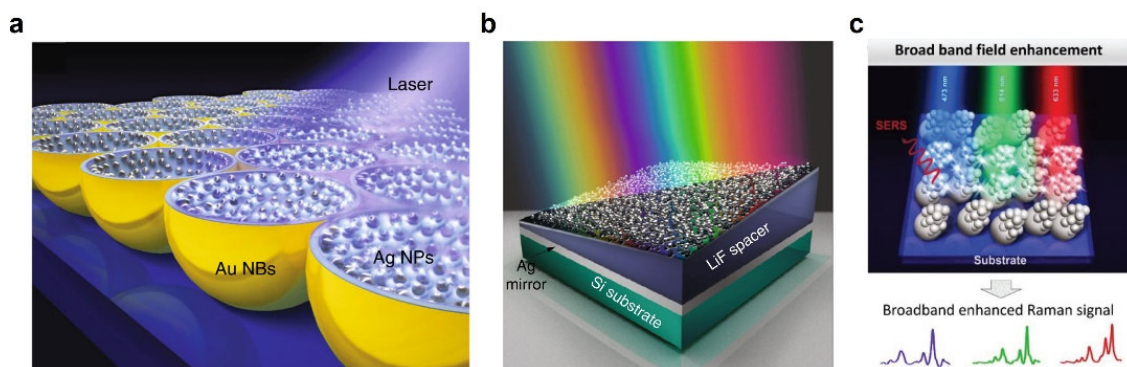 a
Laser
Au NBs
Ag NPs
b
Ag
mirror
LiF spacer
Si substrate
c
Broad band field enhancement
473 nm
514 nm
633 nm
SERS
Substrate
Broadband enhanced Raman signal